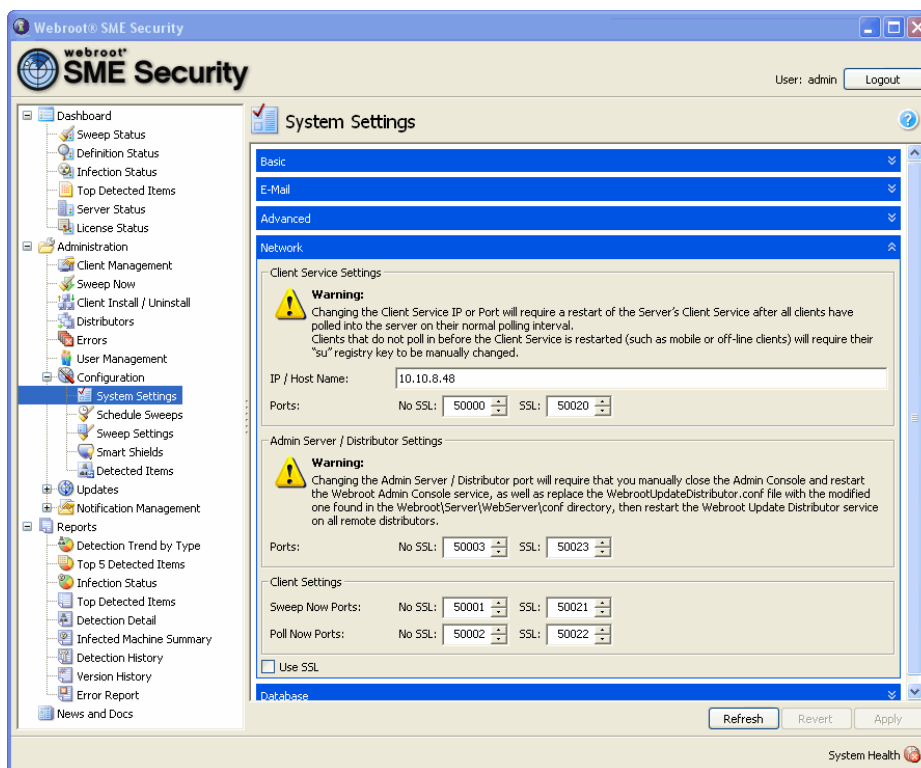 Webroot® SME Security
webroot®
SME Security
User: admin
Logout
Dashboard
Sweep Status
Definition Status
Infection Status
Top Detected Items
Server Status
License Status
Administration
Client Management
Sweep Now
Client Install / Uninstall
Distributors
Errors
User Management
Configuration
System Settings
Schedule Sweeps
Sweep Settings
Smart Shields
Detected Items
Updates
Notification Management
Reports
Detection Trend by Type
Top 5 Detected Items
Infection Status
Top Detected Items
Detection Detail
Infected Machine Summary
Detection History
Version History
Error Report
News and Docs
System Settings
?
Basic
E-Mail
Advanced
Network
Client Service Settings
Warning:
Changing the Client Service IP or Port will require a restart of the Server's Client Service after all clients have
polled into the server on their normal polling interval.
Clients that do not poll in before the Client Service is restarted (such as mobile or off-line clients) will require their
"su" registry key to be manually changed.
IP / Host Name: 10.10.8.48
Ports: No SSL: 50000 SSL: 50020
Admin Server / Distributor Settings
Warning:
Changing the Admin Server / Distributor port will require that you manually close the Admin Console and restart
the Webroot Admin Console service, as well as replace the WebrootUpdateDistributor.conf file with the modified
one found in the Webroot\Server\WebServer\conf directory, then restart the Webroot Update Distributor service
on all remote distributors.
Ports: No SSL: 50003 SSL: 50023
Client Settings
Sweep Now Ports: No SSL: 50001 SSL: 50021
Poll Now Ports: No SSL: 50002 SSL: 50022
Use SSL
Database
Refresh
Revert
Apply
System Health